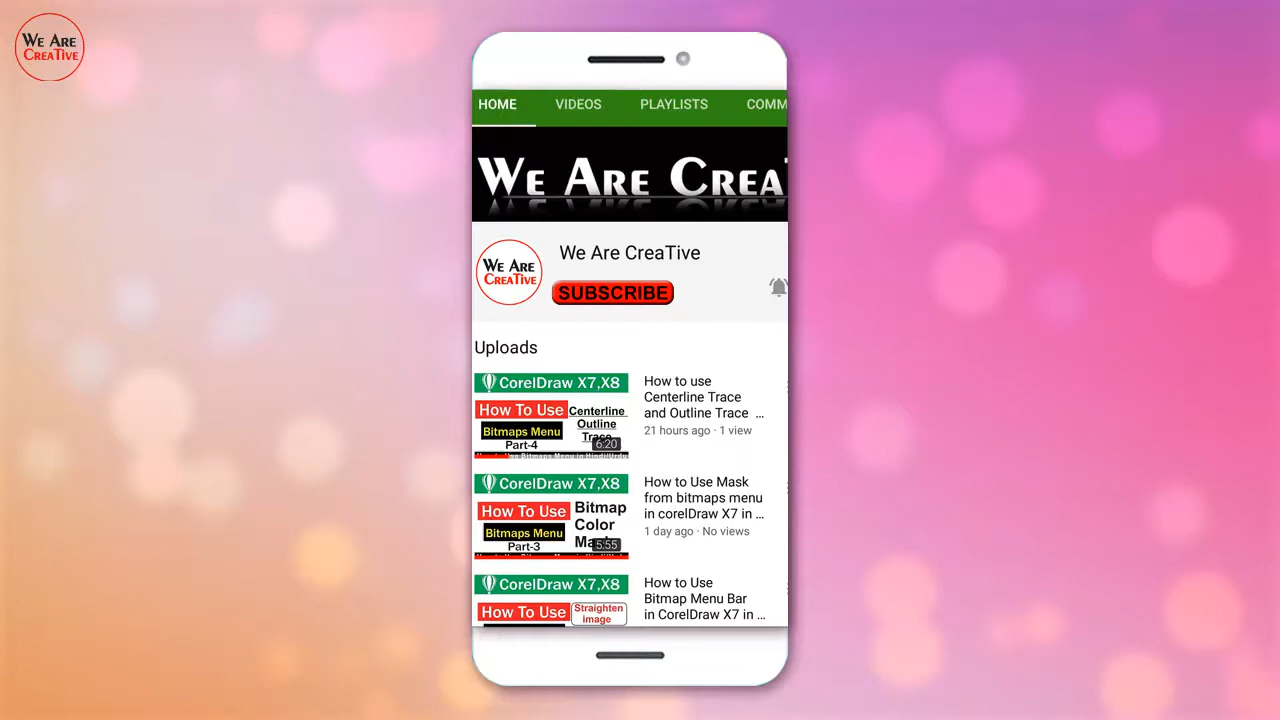 We Are
CreaTive
HOME VIDEOS PLAYLISTS COMM
We Are Crea
We Are
CreaTive
We Are CreaTive
SUBSCRIBE
Uploads
CorelDraw X7,X8
How To Use
Centerline
Outline
Trace
Bitmaps Menu
Part-4
6:20
How to use
Centerline Trace
and Outline Trace ...
21 hours ago · 1 view
CorelDraw X7,X8
How To Use
Bitmap
Color
Bitmaps Menu
Part-3
5:55
How to Use Mask
from bitmaps menu
in corelDraw X7 in ...
1 day ago · No views
CorelDraw X7,X8
How To Use
Straighten
image
How to Use
Bitmap Menu Bar
in CorelDraw X7 in ...